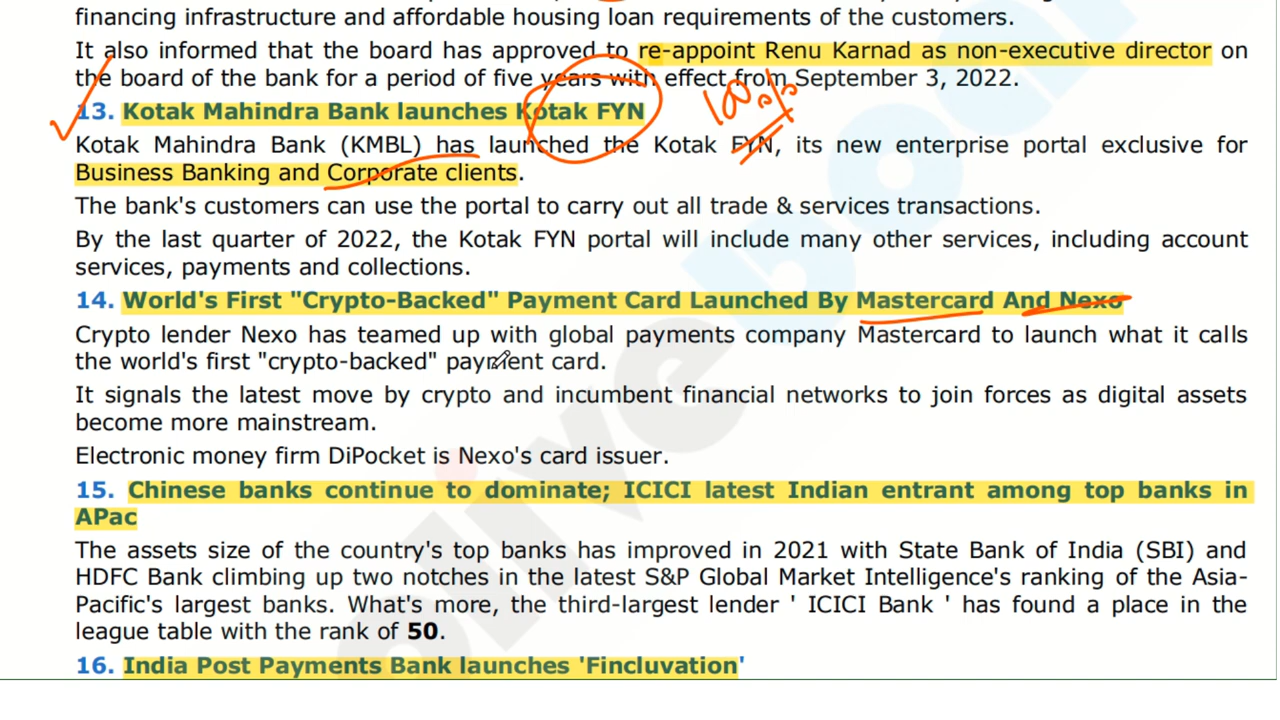 financing infrastructure and affordable housing loan requirements of the customers.
It also informed that the board has approved to re-appoint Renu Karnad as non-executive director on
the board of the bank for a period of five years with effect from September 3, 2022.
13. Kotak Mahindra Bank launches Kotak FYN
100%
Kotak Mahindra Bank (KMBL) has launched the Kotak FYN, its new enterprise portal exclusive for
Business Banking and Corporate clients.
The bank's customers can use the portal to carry out all trade & services transactions.
By the last quarter of 2022, the Kotak FYN portal will include many other services, including account
services, payments and collections.
14. World's First "Crypto-Backed" Payment Card Launched By Mastercard And Nexo
Crypto lender Nexo has teamed up with global payments company Mastercard to launch what it calls
the world's first "crypto-backed" payment card.
It signals the latest move by crypto and incumbent financial networks to join forces as digital assets
become more mainstream.
Electronic money firm DiPocket is Nexo's card issuer.
15. Chinese banks continue to dominate; ICICI latest Indian entrant among top banks in
APac
The assets size of the country's top banks has improved in 2021 with State Bank of India (SBI) and
HDFC Bank climbing up two notches in the latest S&P Global Market Intelligence's ranking of the Asia-
Pacific's largest banks. What's more, the third-largest lender ' ICICI Bank ' has found a place in the
league table with the rank of 50.
16. India Post Payments Bank launches 'Fincluvation'